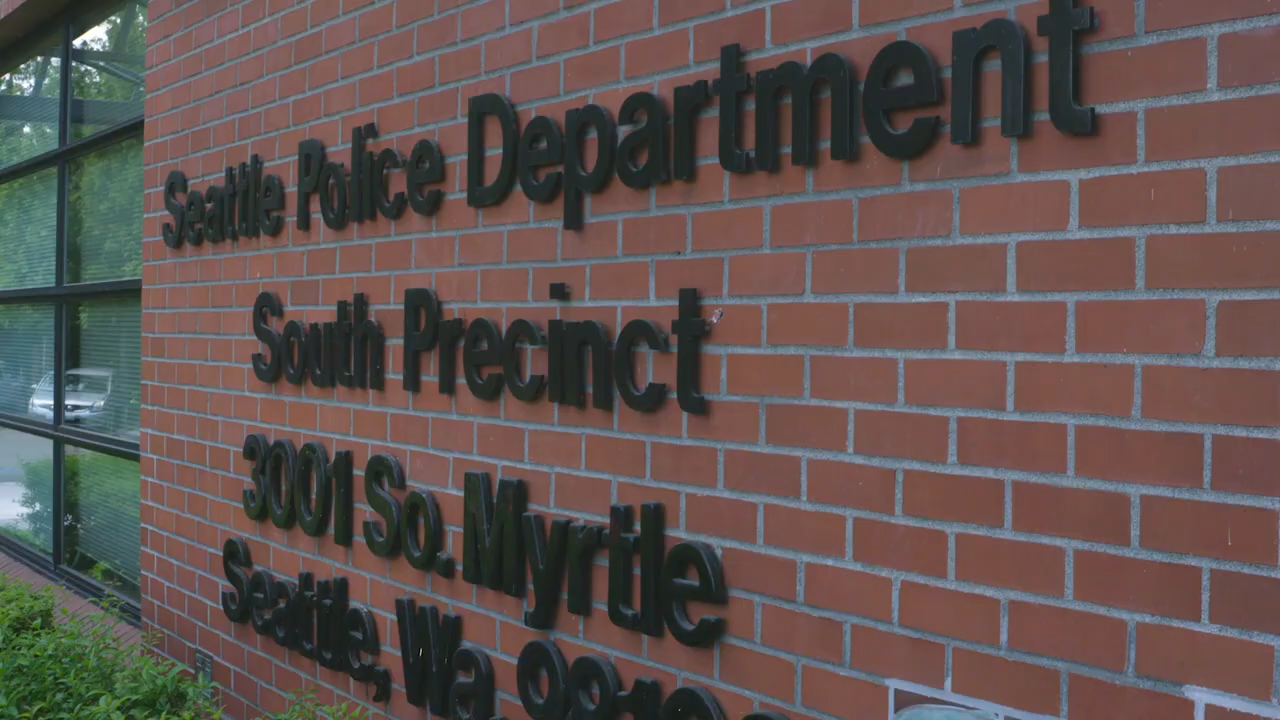 Seattle Police Department
South Precinct
3001 So. Myrtle
Seattle, Wa.